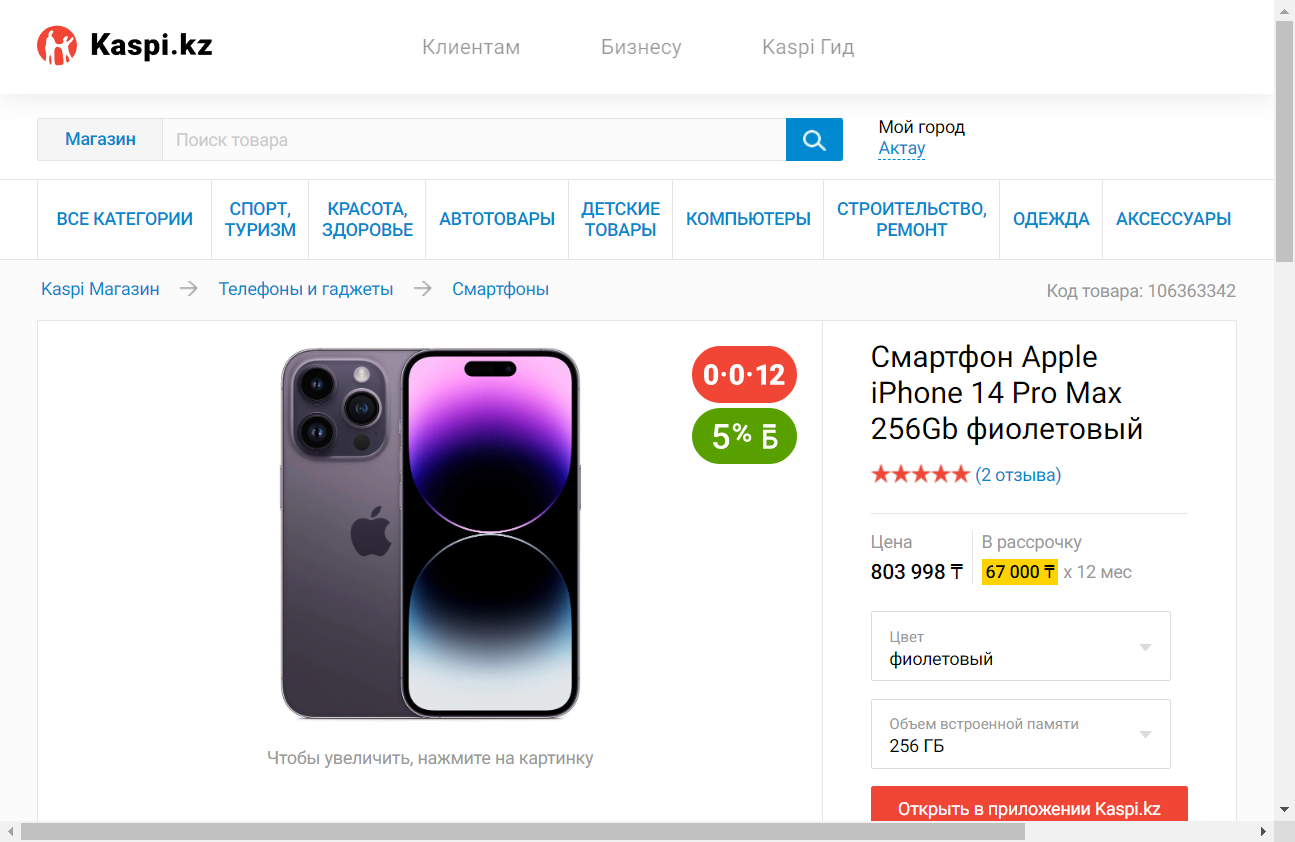 Kaspi.kz
Клиентам
Бизнесу
Kaspi Гид
Магазин
Поиск товара
Мой город
Актау
ВСЕ КАТЕГОРИИ
СПОРТ,
ТУРИЗМ
КРАСОТА,
ЗДОРОВЬЕ
АВТОТОВАРЫ
ДЕТСКИЕ
ТОВАРЫ
КОМПЬЮТЕРЫ
СТРОИТЕЛЬСТВО,
РЕМОНТ
ОДЕЖДА
АКСЕССУАРЫ
Kaspi Магазин → Телефоны и гаджеты → Смартфоны
Код товара: 106363342
0·0·12
5% Б
Чтобы увеличить, нажмите на картинку
Смартфон Apple
iPhone 14 Pro Max
256Gb фиолетовый
(2 отзыва)
Цена
803 998 ₸
В рассрочку
67 000 ₸ x 12 мес
Цвет
фиолетовый
Объем встроенной памяти
256 ГБ
Открыть в приложении Kaspi.kz